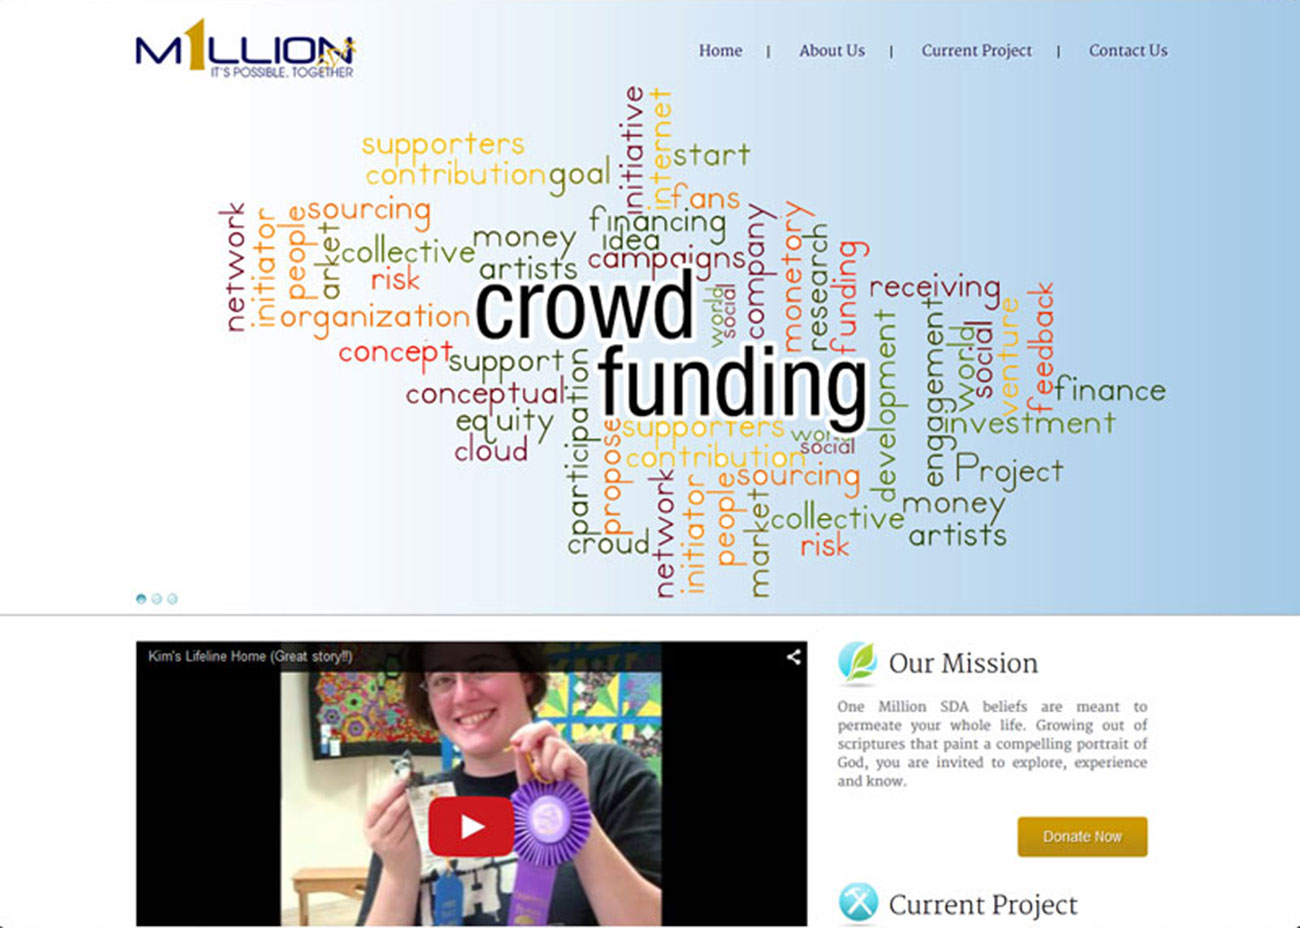 M1LLION
IT'S POSSIBLE. TOGETHER
Home | About Us | Current Project | Contact Us
supporters
contribution
goal
initiative
internet
start
fans
network
initiator
people
sourcing
arket
collective
risk
organization
money
artists
financing
idea
campaigns
company
monetory
research
funding
world
social
crowd
funding
receiving
concept
support
conceptual
equity
cloud
participation
propose
development
engagement
world
social
venture
feedback
finance
investment
Project
supporters
contribution
world
social
sourcing
network
initiator
people
market
collective
risk
croud
money
artists
Kim's Lifeline Home (Great story!!)
Our Mission
One Million SDA beliefs are meant to
permeate your whole life. Growing out of
scriptures that paint a compelling portrait of
God, you are invited to explore, experience
and know.
Donate Now
Current Project